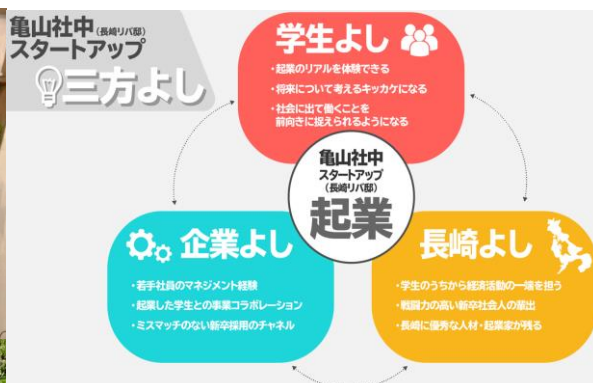 亀山社中(長崎リバ邸)
スタートアップ
三方よし
学生よし
・起業のリアルを体験できる
・将来について考えるキッカケになる
・社会に出て働くことを
前向きに捉えられるようになる
亀山社中
スタートアップ
(長崎リバ邸)
起業
企業よし
・若手社員のマネジメント経験
・起業した学生との事業コラボレーション
・ミスマッチのない新卒採用のチャネル
長崎よし
・学生のうちから経済活動の一端を担う
・戦闘力の高い新卒社会人の輩出
・長崎に優秀な人材・起業家が残る